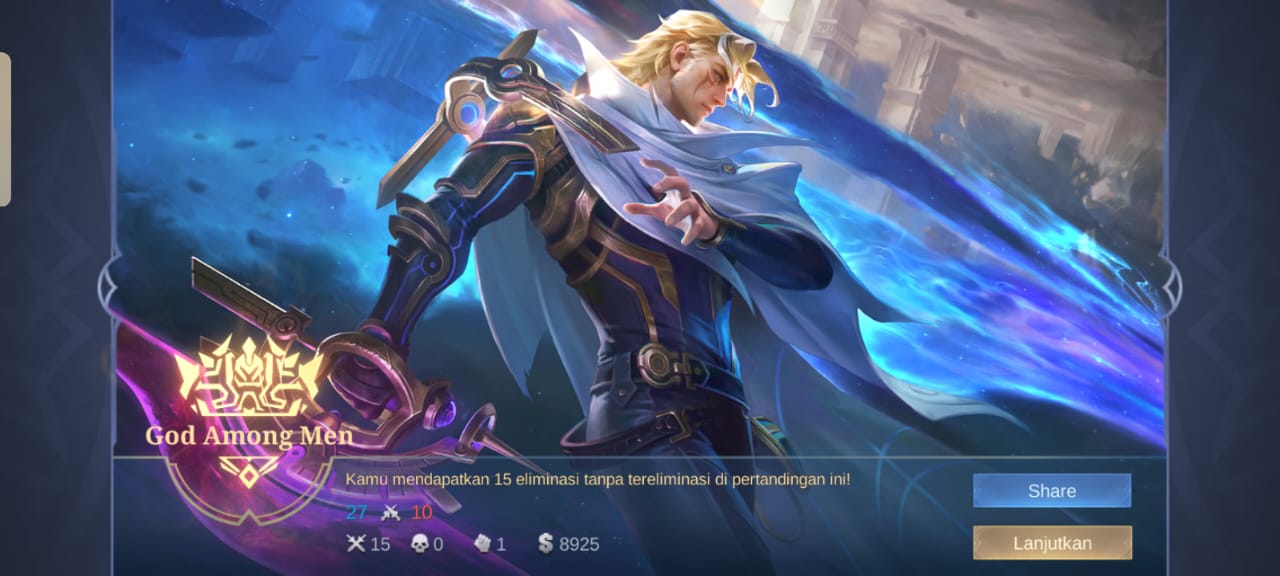 God Among Men
Kamu mendapatkan 15 eliminasi tanpa tereliminasi di pertandingan ini!
27 10
15 0 1 8925
Share
Lanjutkan